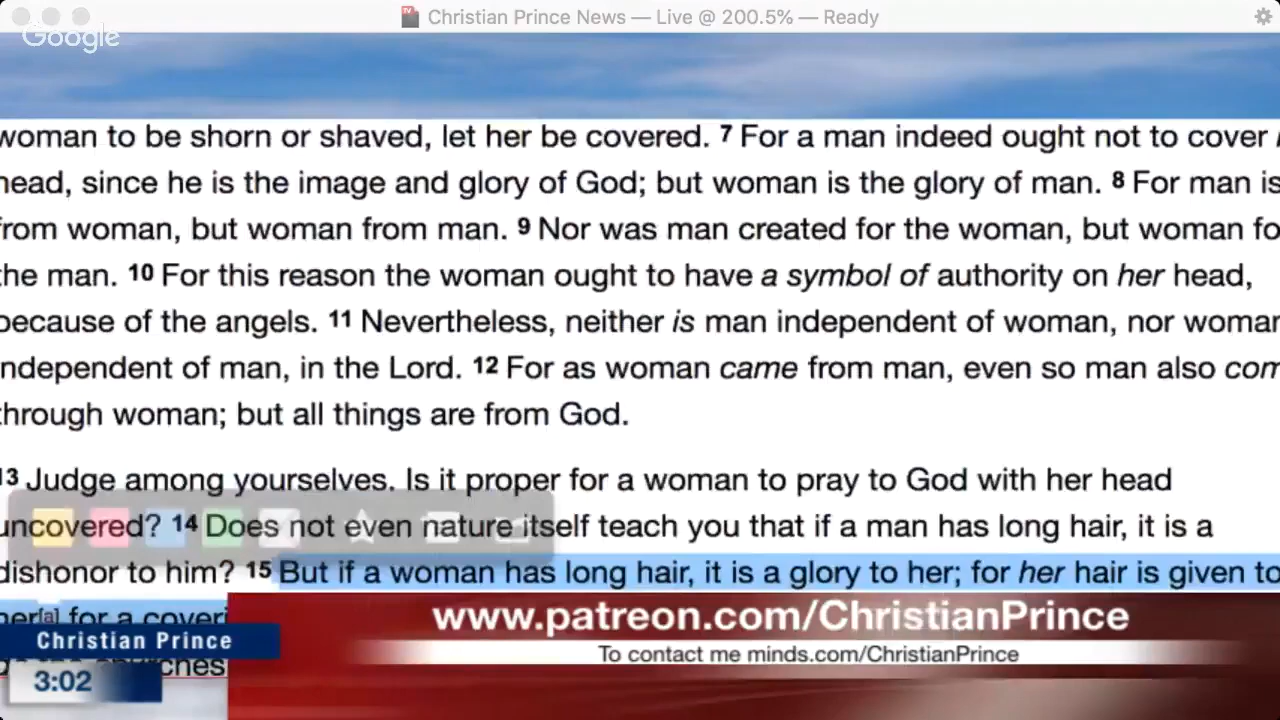 Christian Prince News — Live @ 200.5% — Ready
Google
woman to be shorn or shaved, let her be covered. 7 For a man indeed ought not to cover
head, since he is the image and glory of God; but woman is the glory of man. 8 For man is
from woman, but woman from man. 9 Nor was man created for the woman, but woman fo
the man. 10 For this reason the woman ought to have a symbol of authority on her head,
because of the angels. 11 Nevertheless, neither is man independent of woman, nor woman
independent of man, in the Lord. 12 For as woman came from man, even so man also com
through woman; but all things are from God.
13 Judge among yourselves. Is it proper for a woman to pray to God with her head
uncovered? 14 Does not even nature itself teach you that if a man has long hair, it is a
dishonor to him? 15 But if a woman has long hair, it is a glory to her; for her hair is given to
her[a] for a coveri
www.patreon.com/ChristianPrince
Christian Prince
To contact me minds.com/ChristianPrince
churches
3:02